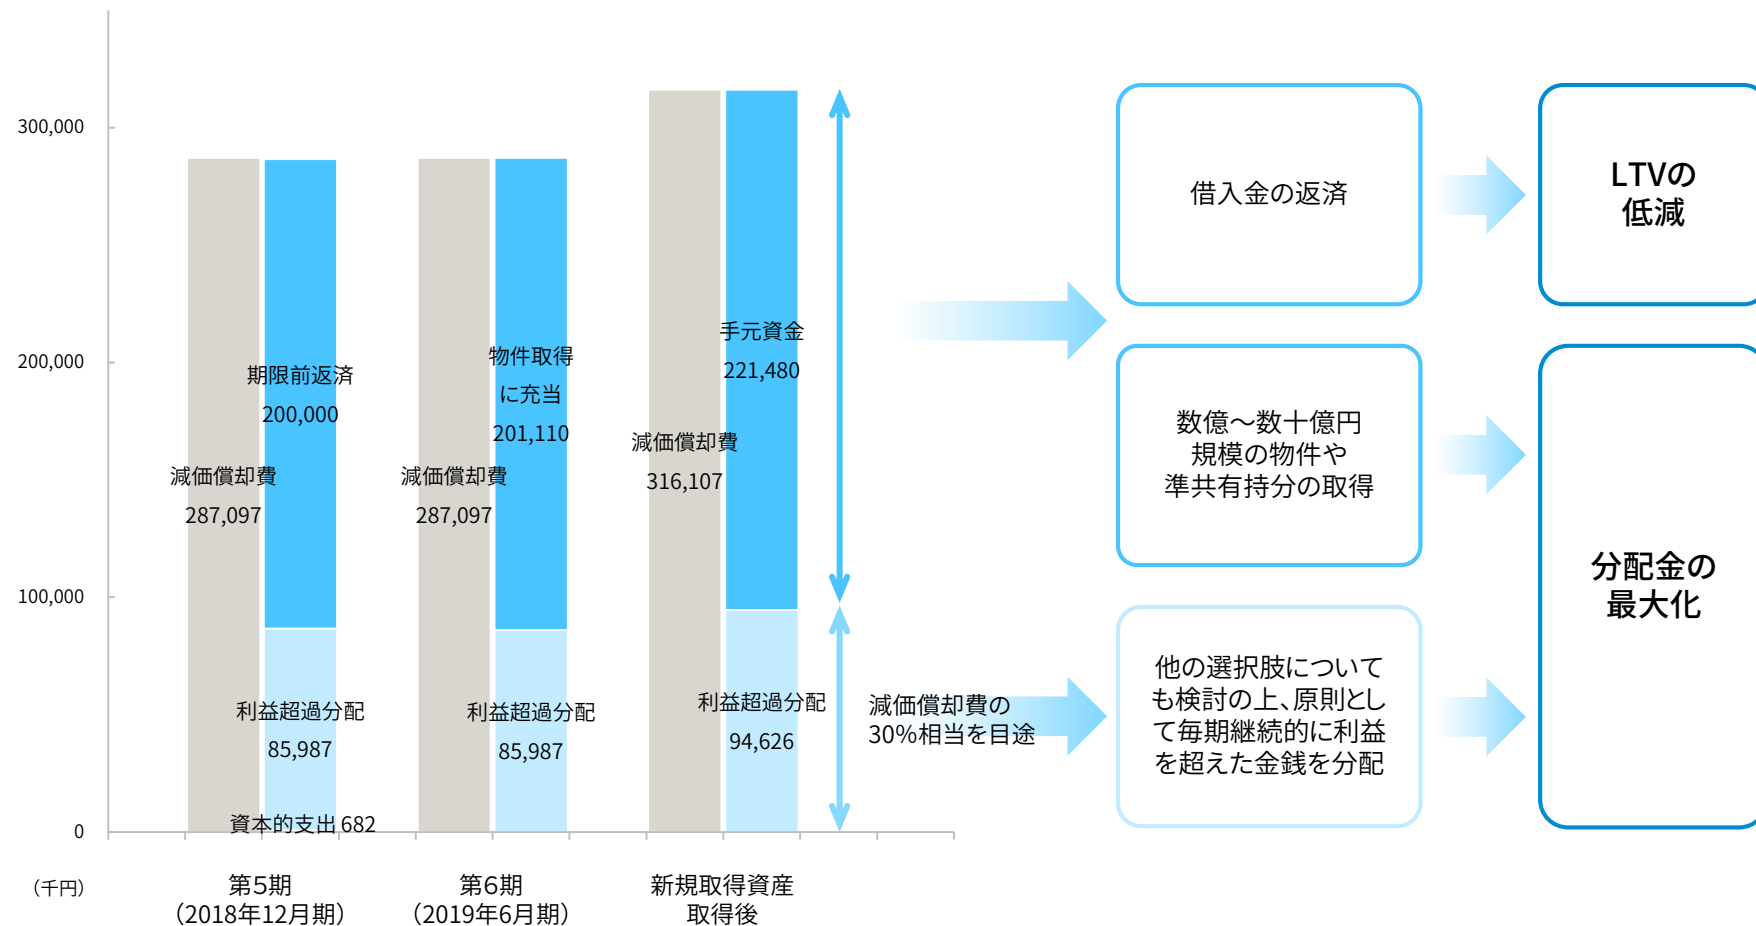 300,000
200,000
100,000
0
（千円）
減価償却費
287,097
期限前返済
200,000
利益超過分配
85,987
資本的支出 682
第5期
（2018年12月期）
減価償却費
287,097
物件取得
に充当
201,110
利益超過分配
85,987
第6期
（2019年6月期）
減価償却費
316,107
手元資金
221,480
利益超過分配
94,626
新規取得資産
取得後
減価償却費の
30％相当を目途
借入金の返済
数億～数十億円
規模の物件や
準共有持分の取得
他の選択肢について
も検討の上、原則とし
て毎期継続的に利益
を超えた金銭を分配
LTVの
低減
分配金の
最大化